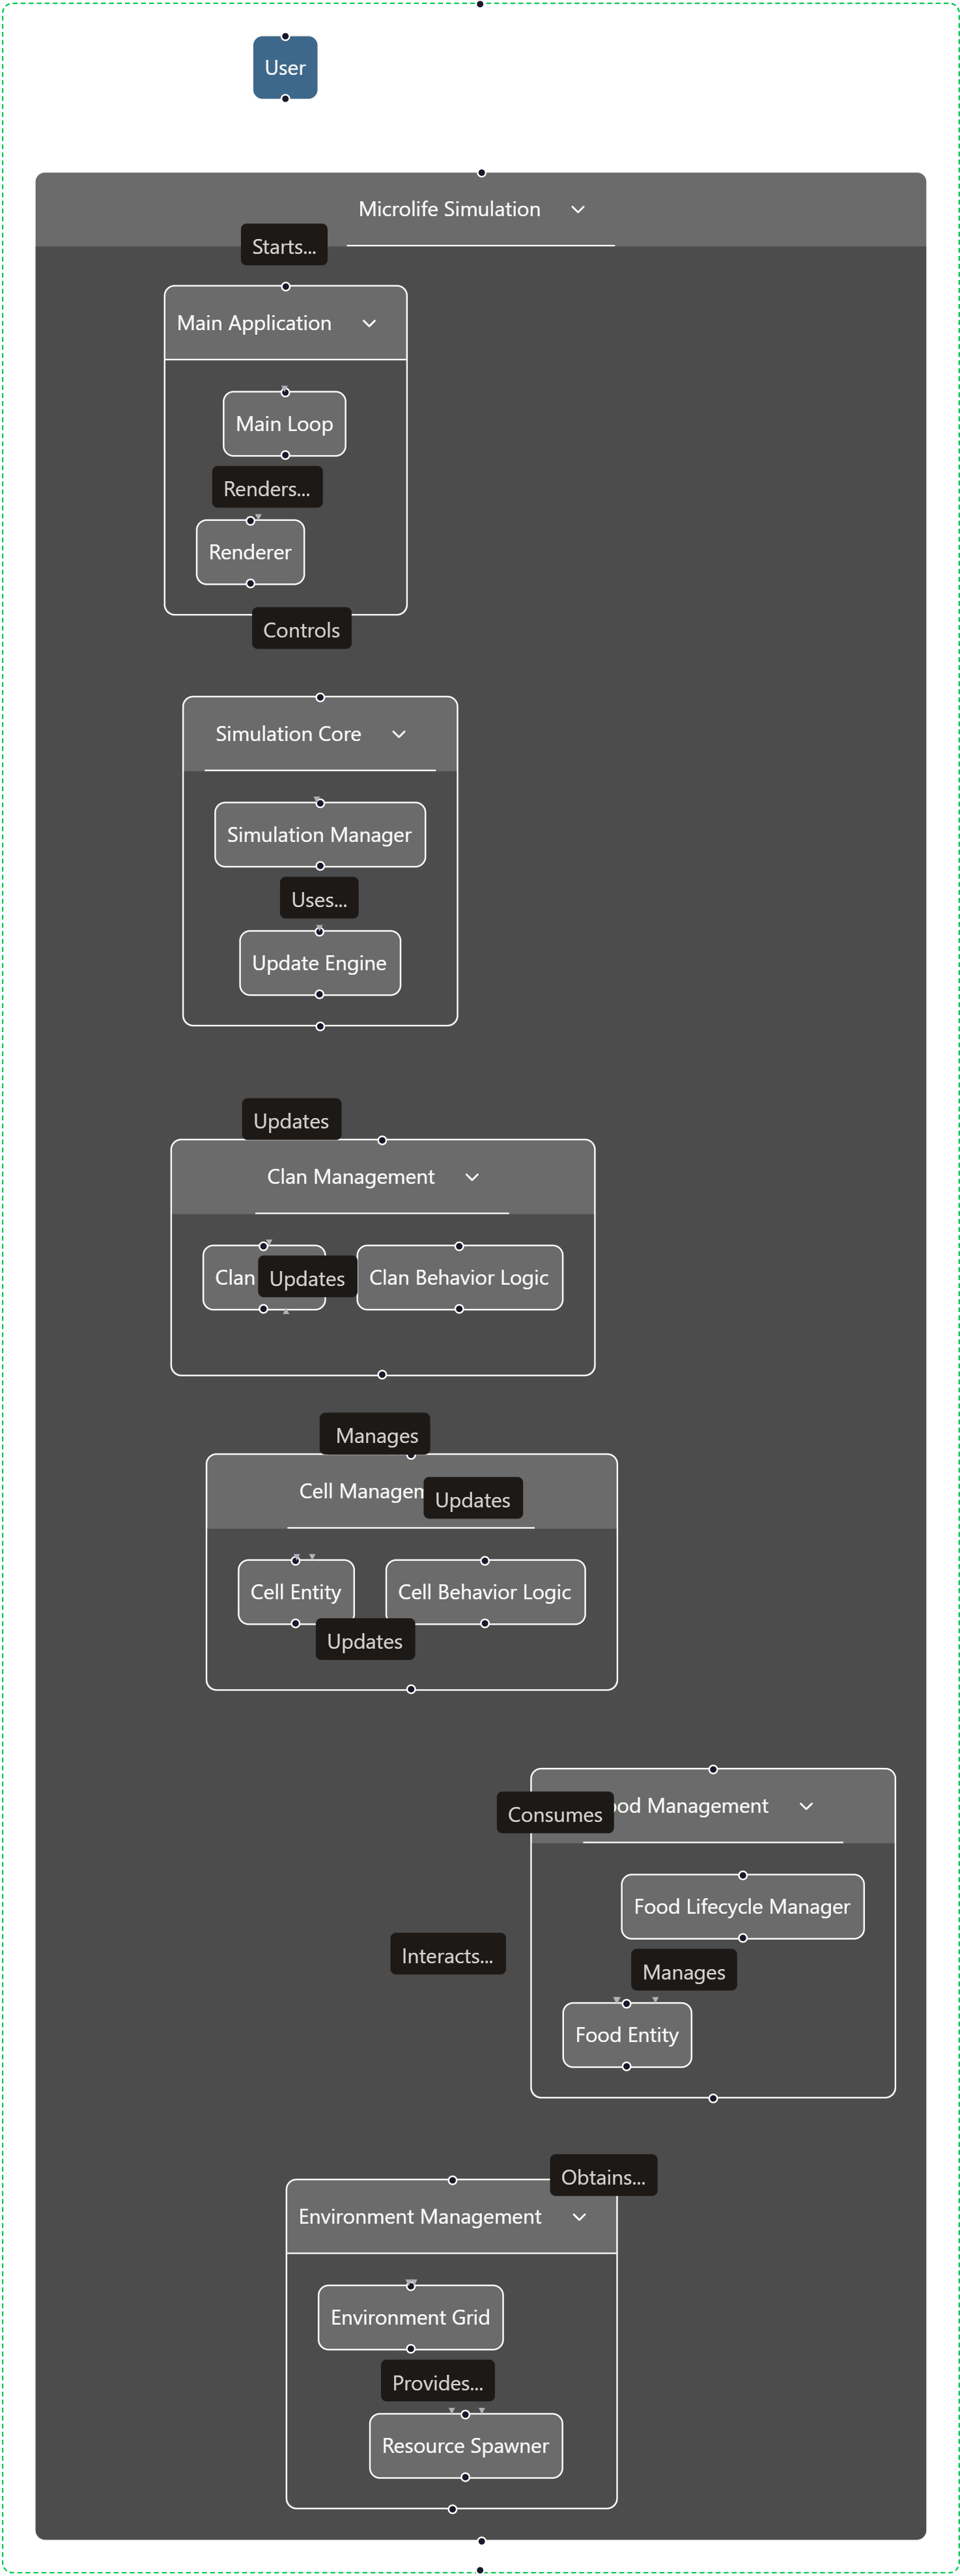 User
Microlife Simulation
Starts...
Main Application
Main Loop
Renders...
Renderer
Controls
Simulation Core
Simulation Manager
Uses...
Update Engine
Updates
Clan Management
Clan
Updates
Clan Behavior Logic
Manages
Cell Managem
Updates
Cell Entity
Cell Behavior Logic
Updates
Consumes
ood Management
Food Lifecycle Manager
Interacts...
Manages
Food Entity
Obtains...
Environment Management
Environment Grid
Provides...
Resource Spawner